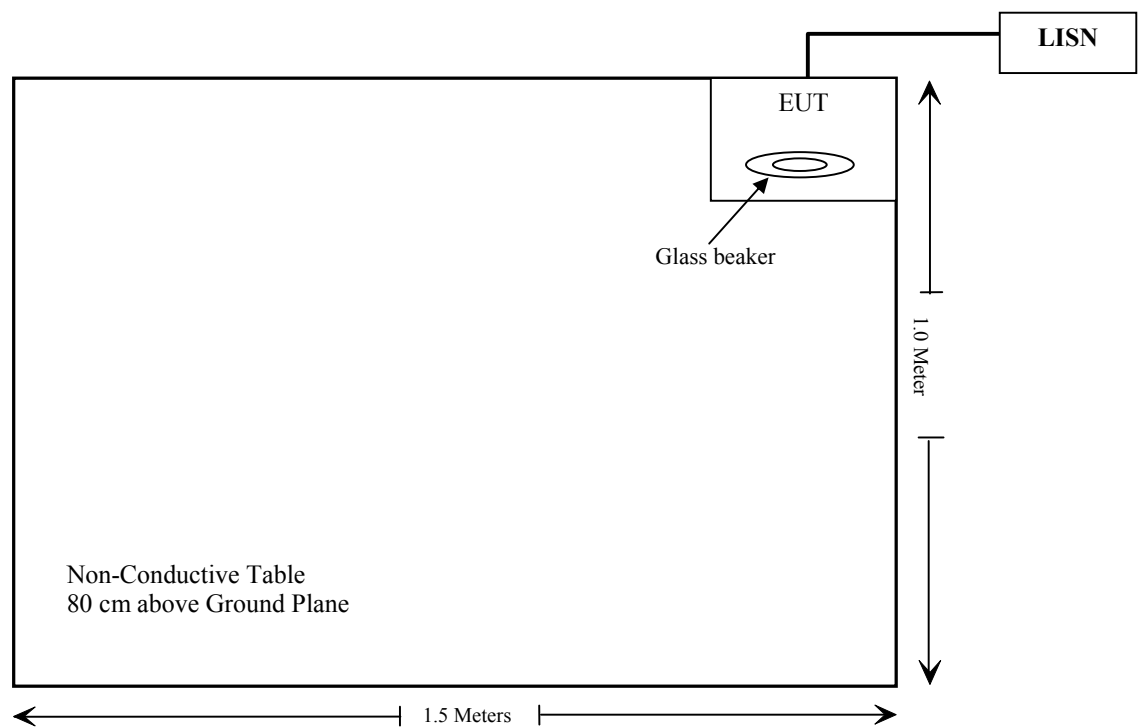 LISN
EUT
Glass beaker
1.0 Meter
Non-Conductive Table
80 cm above Ground Plane
1.5 Meters